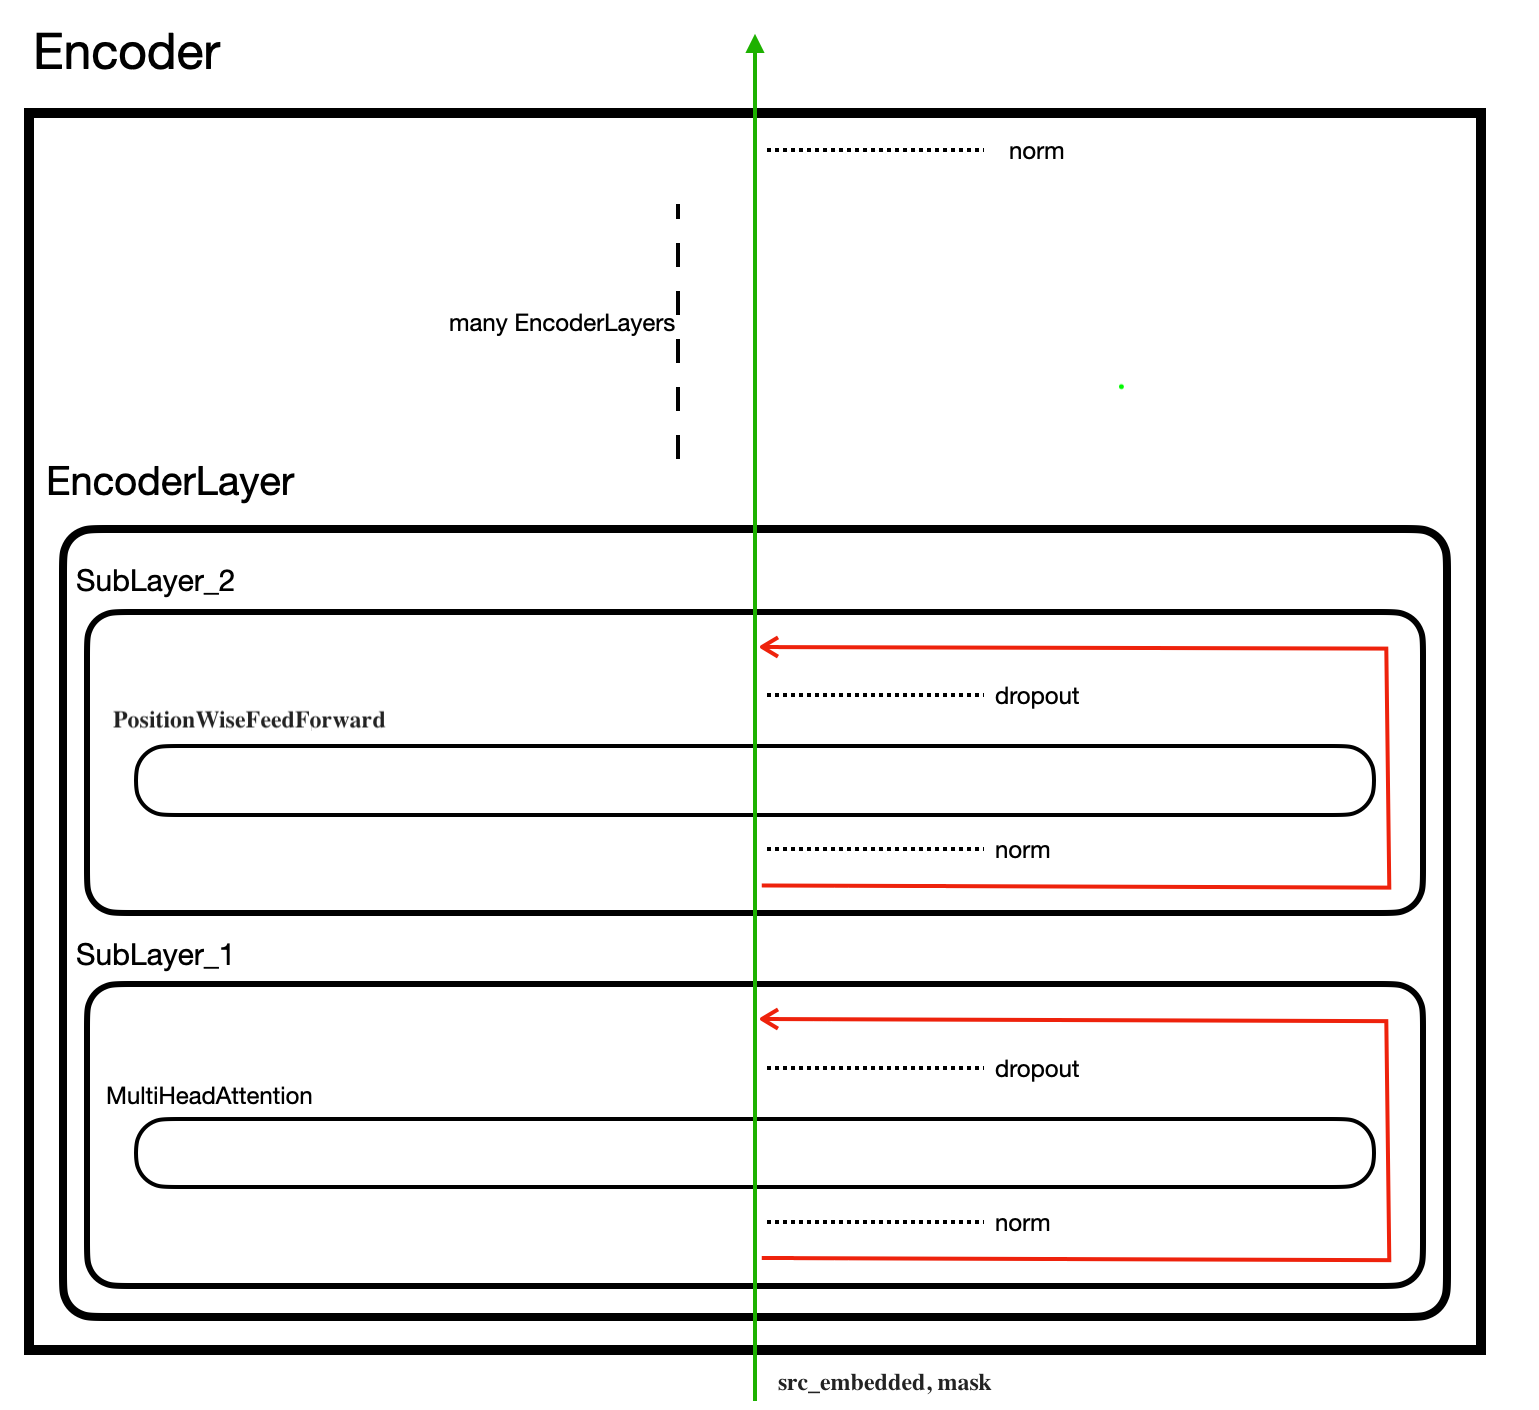 Encoder
norm
many EncoderLayers
EncoderLayer
SubLayer_2
dropout
PositionWiseFeedForward
norm
SubLayer_1
dropout
MultiHeadAttention
norm
src_embedded, mask